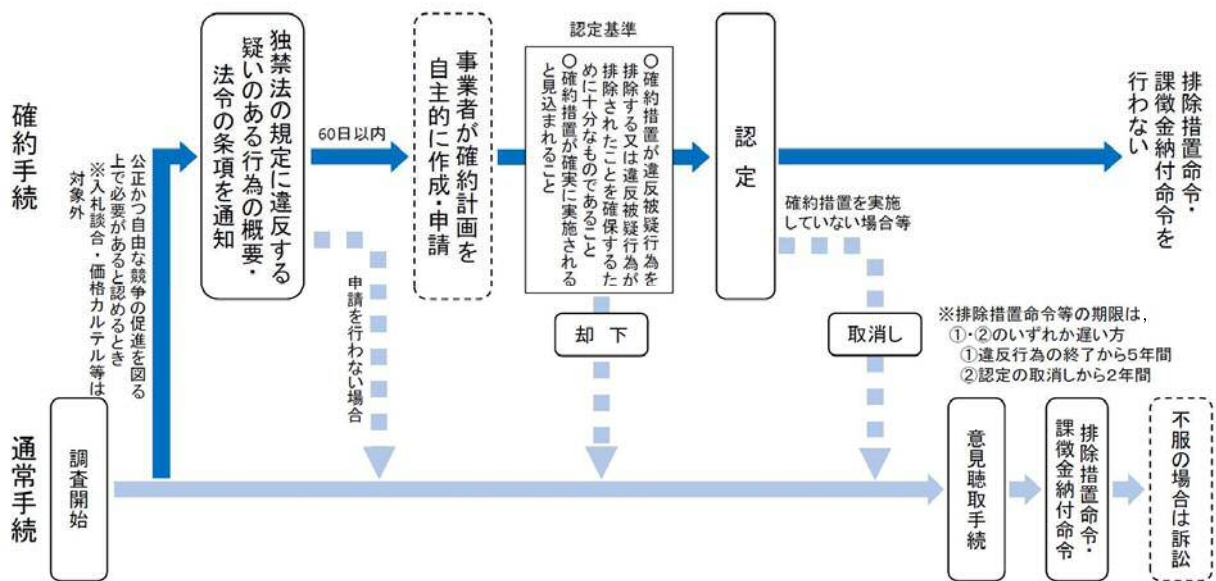 確約手続
公正かつ自由な競争の促進を図る
上で必要があると認めるとき
※入札談合・価格カルテル等は
対象外
独禁法の規定に違反する
疑いのある行為の概要・
法令の条項を通知
60日以内
事業者が確約計画を
自主的に作成・申請
認定基準
○確約措置が違反被疑行為を
排除する又は違反被疑行為が
排除されたことを確保するた
めに十分なものであること
○確約措置が確実に実施される
と見込まれること
認定
排除措置命令・
課徴金納付命令を
行わない
確約措置を実施
していない場合等
申請を行わない場合
却下
取消し
※排除措置命令等の期限は,
①・②のいずれか遅い方
①違反行為の終了から5年間
②認定の取消しから2年間
通常手続
調査開始
意見聴取手続
排除措置命令・
課徴金納付命令
不服の場合は訴訟